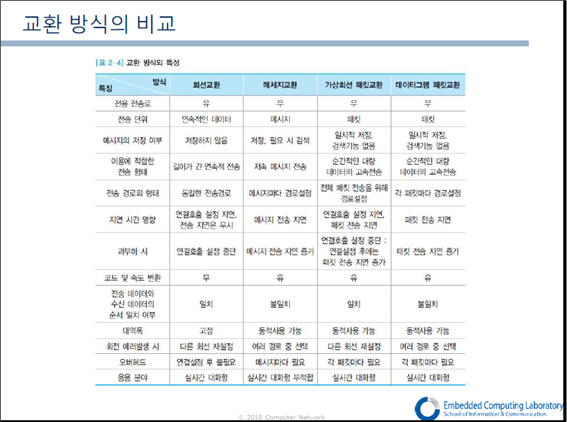 교환 방식의 비교
[표 2-4] 교환 방식의 특성
방식
특징
회선교환
메세지교환
가상회선 패킷교환
데이터그램 패킷교환
전용 전송로
유
무
무
무
전송 단위
연속적인 데이터
메시지
패킷
패킷
메시지의 저장 여부
저장하지 않음
저장, 필요 시 검색
일시적 저장,
검색기능 없음
일시적 저장,
검색기능 없음
이용에 적합한
전송 형태
길이가 긴 연속적 전송
저속 메시지 전송
순간적인 대량
데이터의 고속전송
순간적인 대량
데이터의 고속전송
전송 경로의 형태
동일한 전송경로
메시지마다 경로설정
전체 패킷 전송을 위해
경로설정
각 패킷마다 경로설정
지연 시간 영향
연결호출 설정 지연,
전송 지연은 무시
메시지 전송 지연
연결호출 설정 지연,
패킷 전송 지연
패킷 전송 지연
과부하 시
연결호출 설정 중단
메시지 전송 지연 증가
연결호출 설정 중단 :
연결설정 후에는
패킷 전송 지연 증가
패킷 전송 지연 증가
코드 및 속도 변환
무
유
유
유
전송 데이터와
수신 데이터의
순서 일치 여부
일치
불일치
일치
불일치
대역폭
고정
동적사용 가능
동적사용 가능
동적사용 가능
회전 에러발생 시
다른 회선 재설정
여러 경로 중 선택
다른 회선 재설정
여러 경로 중 선택
오버헤드
연결설정 후 불필요
메시지마다 필요
각 패킷마다 필요
각 패킷마다 필요
응용 분야
실시간 대화형
실시간 대화형 부적합
실시간 대화형
실시간 대화형
Embedded Computing Laboratory
School of Information & Communication
© 2018 Computer Network